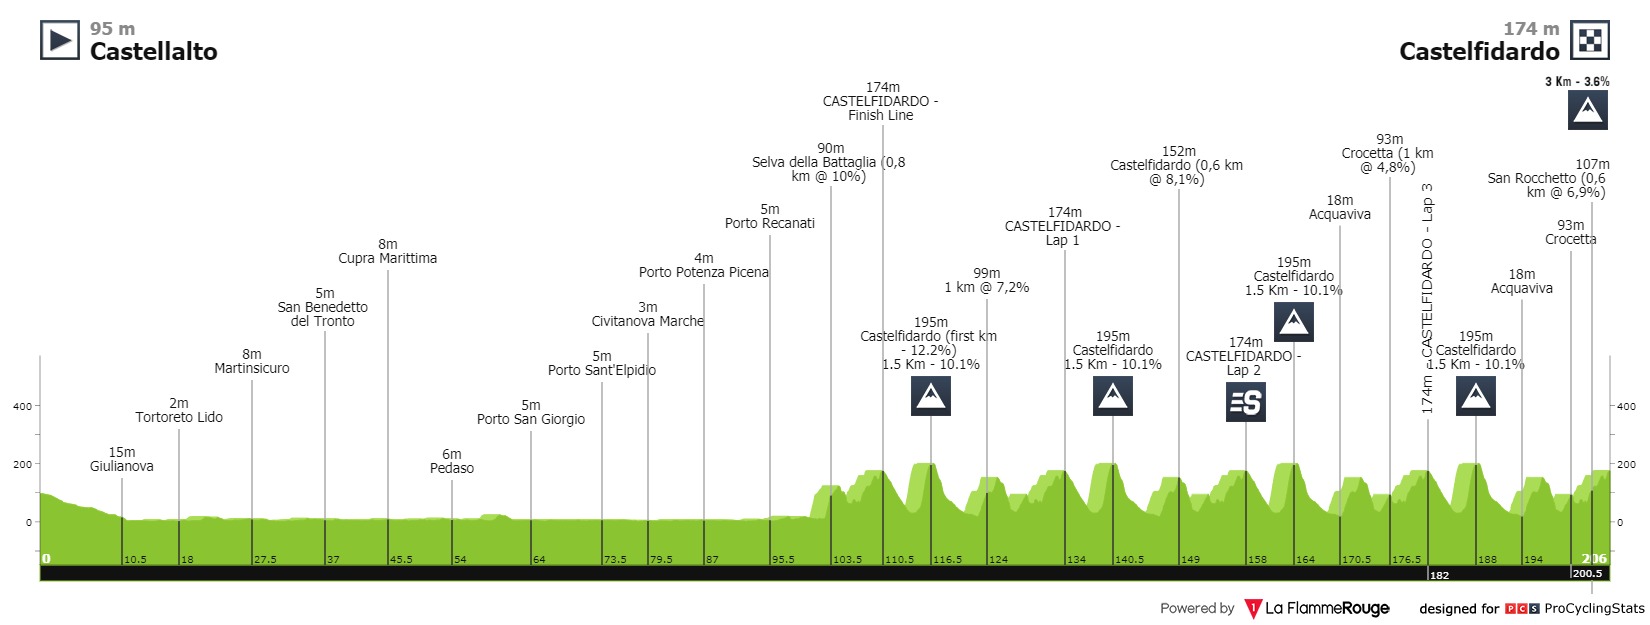 95 m
Castellalto
174 m
Castelfidardo
3 Km - 3.6%
15m
Giulianova
2m
Tortoreto Lido
8m
Martinsicuro
5m
San Benedetto
del Tronto
8m
Cupra Marittima
6m
Pedaso
5m
Porto San Giorgio
5m
Porto Sant'Elpidio
3m
Civitanova Marche
4m
Porto Potenza Picena
5m
Porto Recanati
90m
Selva della Battaglia (0,8
km @ 10%)
174m
CASTELFIDARDO -
Finish Line
195m
Castelfidardo (first km
- 12.2%)
1.5 Km - 10.1%
99m
1 km @ 7,2%
174m
CASTELFIDARDO -
Lap 1
195m
Castelfidardo
1.5 Km - 10.1%
152m
Castelfidardo (0,6 km
@ 8,1%)
174m
CASTELFIDARDO -
Lap 2
S
195m
Castelfidardo
1.5 Km - 10.1%
18m
Acquaviva
93m
Crocetta (1 km
@ 4,8%)
174m - CASTELFIDARDO - Lap 3
195m
Castelfidardo
1.5 Km - 10.1%
18m
Acquaviva
93m
Crocetta
107m
San Rocchetto (0,6
km @ 6,9%)
400
200
0
400
200
0
0 10.5 18 27.5 37 45.5 54 64 73.5 79.5 87 95.5 103.5 110.5 116.5 124 134 140.5 149 158 164 170.5 176.5 188 194 206
182 200.5
Powered by La FlammeRouge designed for PCS ProCyclingStats